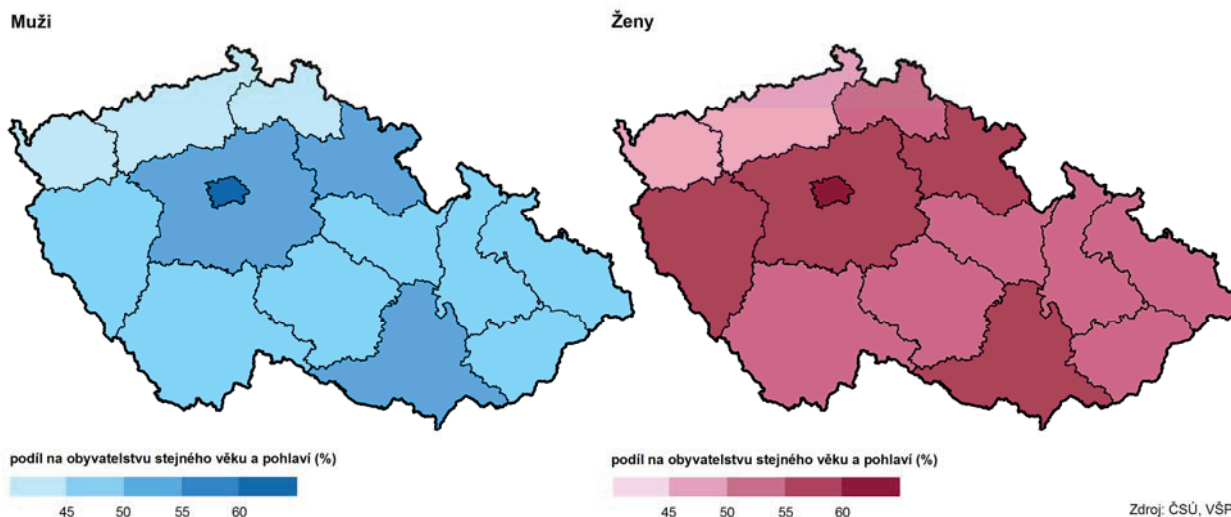 Muži
Ženy
podíl na obyvatelstvu stejného věku a pohlaví (%)
45 50 55 60
podíl na obyvatelstvu stejného věku a pohlaví (%)
45 50 55 60
Zdroj: ČSÚ,